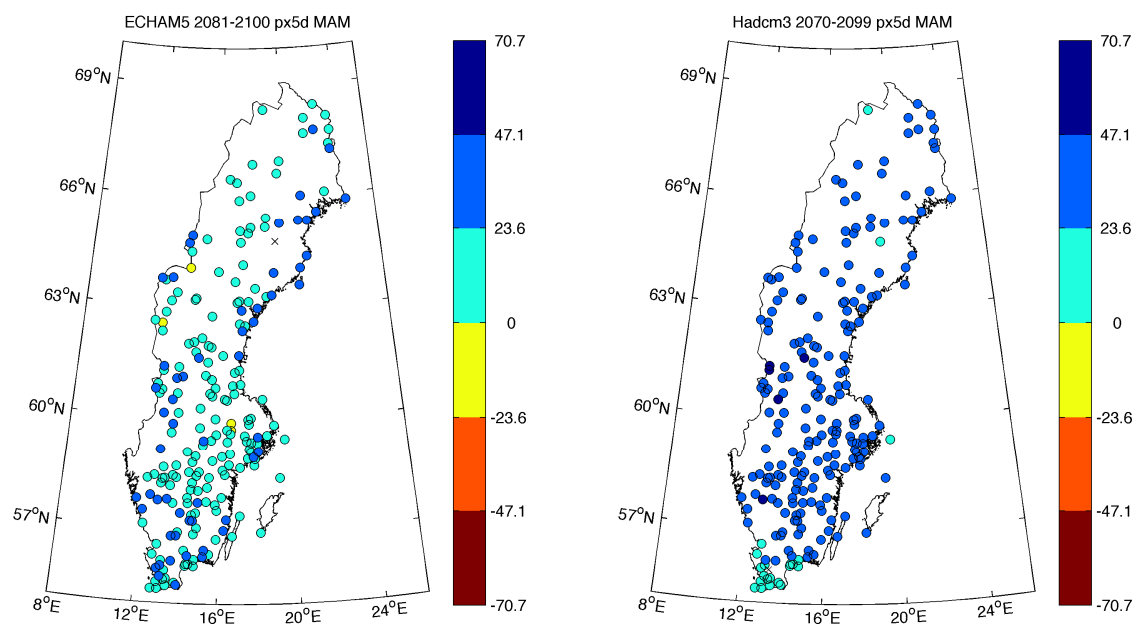 ECHAM5 2081-2100 px5d MAM
69°N
66°N
63°N
60°N
57°N
8°E
12°E
16°E
20°E
24°E
70.7
47.1
23.6
0
-23.6
-47.1
-70.7
Hadcm3 2070-2099 px5d MAM
69°N
66°N
63°N
60°N
57°N
8°E
12°E
16°E
20°E
24°E
70.7
47.1
23.6
0
-23.6
-47.1
-70.7